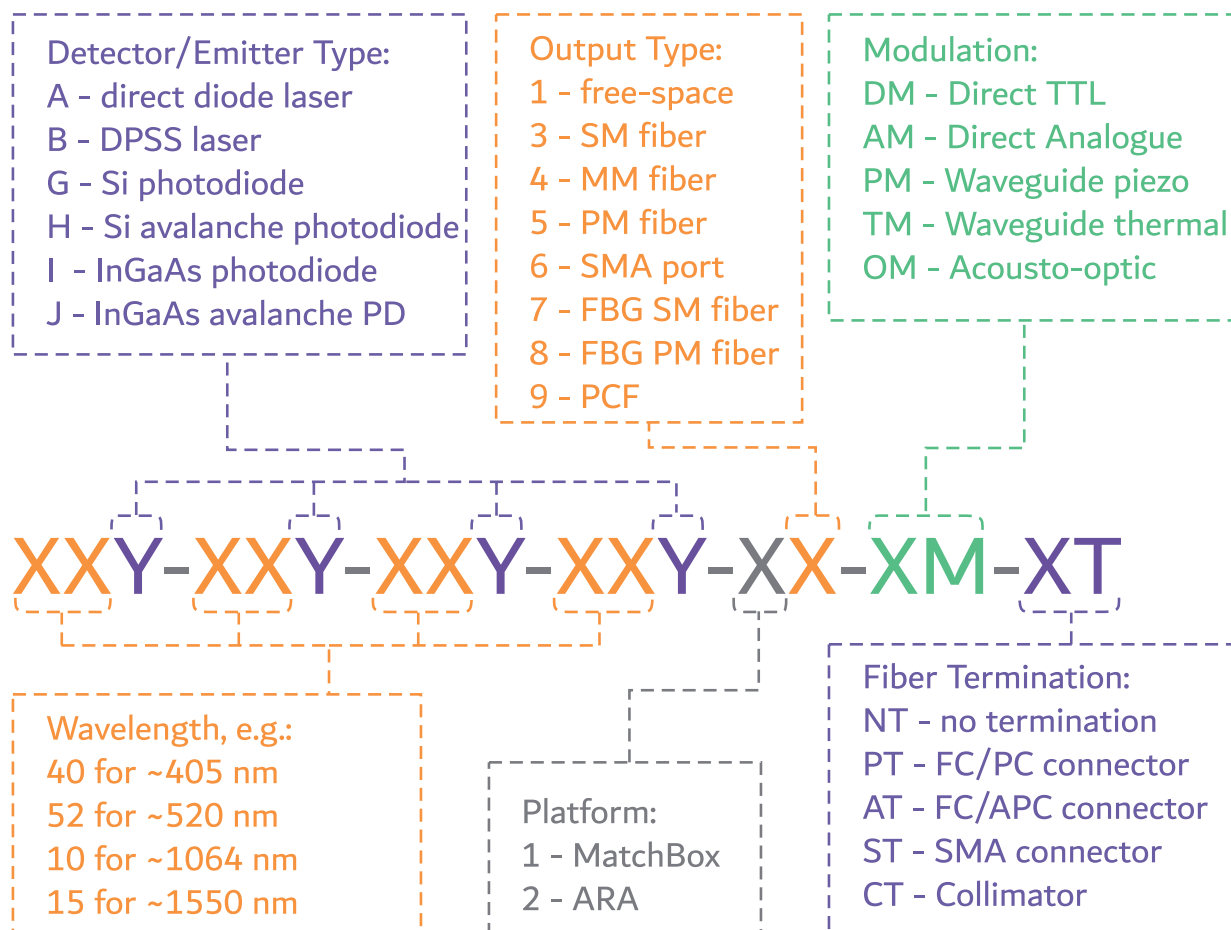 Detector/Emitter Type:
A - direct diode laser
B - DPSS laser
G - Si photodiode
H - Si avalanche photodiode
I - InGaAs photodiode
J - InGaAs avalanche PD
Output Type:
1 - free-space
3 - SM fiber
4 - MM fiber
5 - PM fiber
6 - SMA port
7 - FBG SM fiber
8 - FBG PM fiber
9 - PCF
Modulation:
DM - Direct TTL
AM - Direct Analogue
PM - Waveguide piezo
TM - Waveguide thermal
OM - Acousto-optic
XXY-XXY-XXY-XXY-XX-XM-XT
Wavelength, e.g.:
40 for ~405 nm
52 for ~520 nm
10 for ~1064 nm
15 for ~1550 nm
Platform:
1 - MatchBox
2 - ARA
Fiber Termination:
NT - no termination
PT - FC/PC connector
AT - FC/APC connector
ST - SMA connector
CT - Collimator